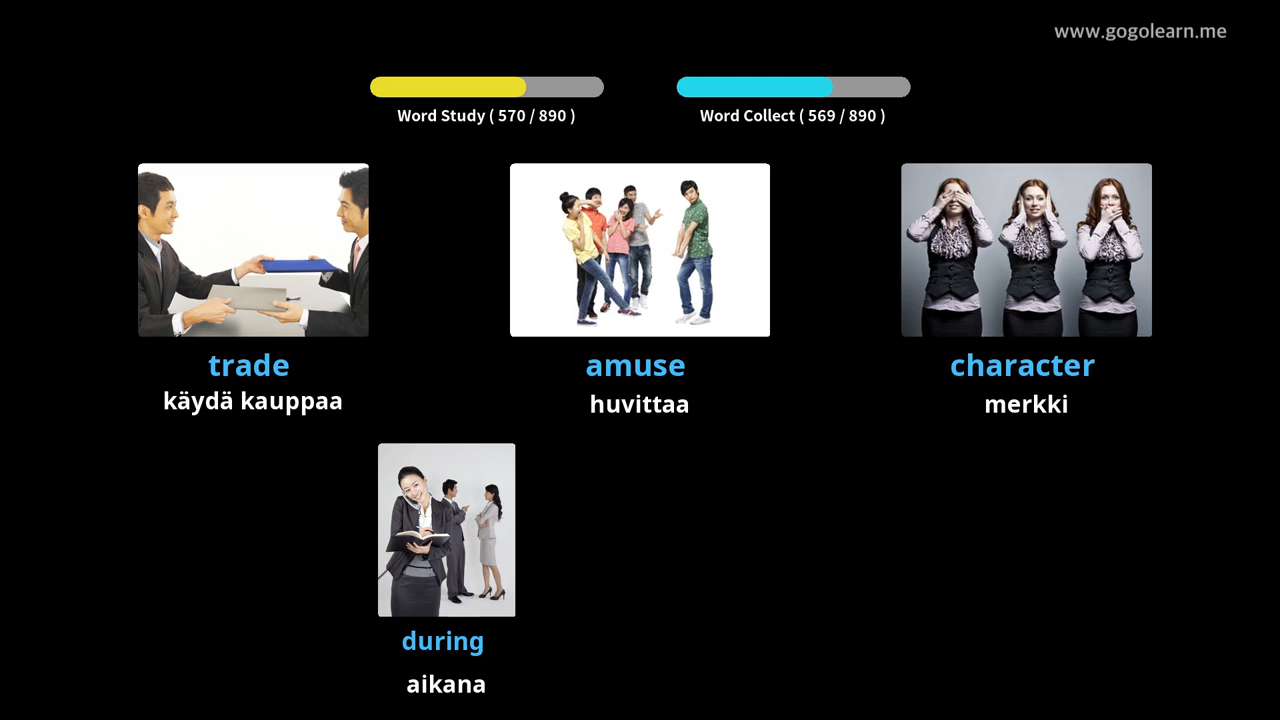 www.gogolearn.me
Word Study ( 570 / 890 )
Word Collect ( 569 / 890 )
trade
käydä kauppaa
amuse
huvittaa
character
merkki
during
aikana